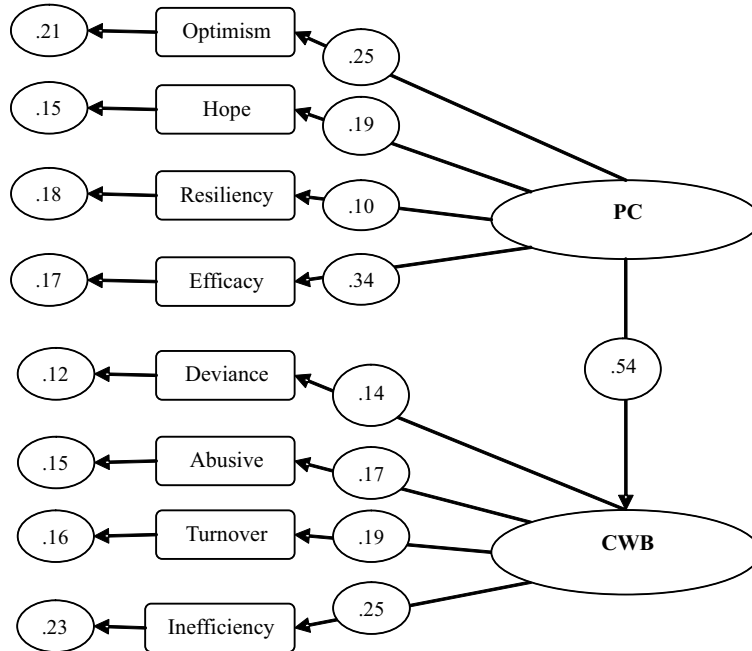 .21 Optimism .25
.15 Hope .19
.18 Resiliency .10 PC
.17 Efficacy .34
.54
.12 Deviance .14
.15 Abusive .17
.16 Turnover .19 CWB
.23 Inefficiency .25